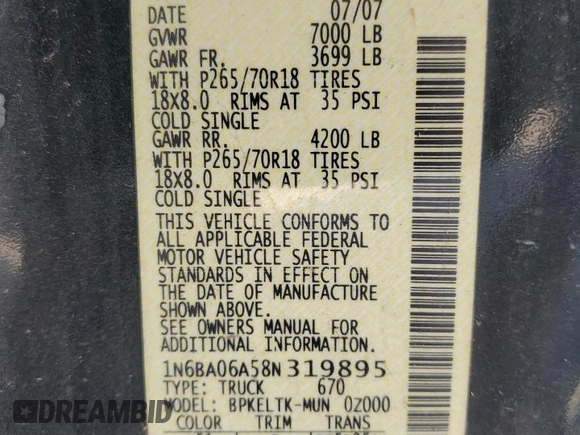 DATE 07/07
GVWR 7000 LB
GAWR FR. 3699 LB
WITH P265/70R18 TIRES
18X8.0 RIMS AT 35 PSI
COLD SINGLE
GAWR RR. 4200 LB
WITH P265/70R18 TIRES
18X8.0 RIMS AT 35 PSI
COLD SINGLE
THIS VEHICLE CONFORMS TO
ALL APPLICABLE FEDERAL
MOTOR VEHICLE SAFETY
STANDARDS IN EFFECT ON
THE DATE OF MANUFACTURE
SHOWN ABOVE.
SEE OWNERS MANUAL FOR
ADDITIONAL INFORMATION.
1N6BA06A58N319895
TYPE: TRUCK 670
MODEL: BPKELTK-MUN 0Z000
COLOR TRIM TRANS
DREAMBID